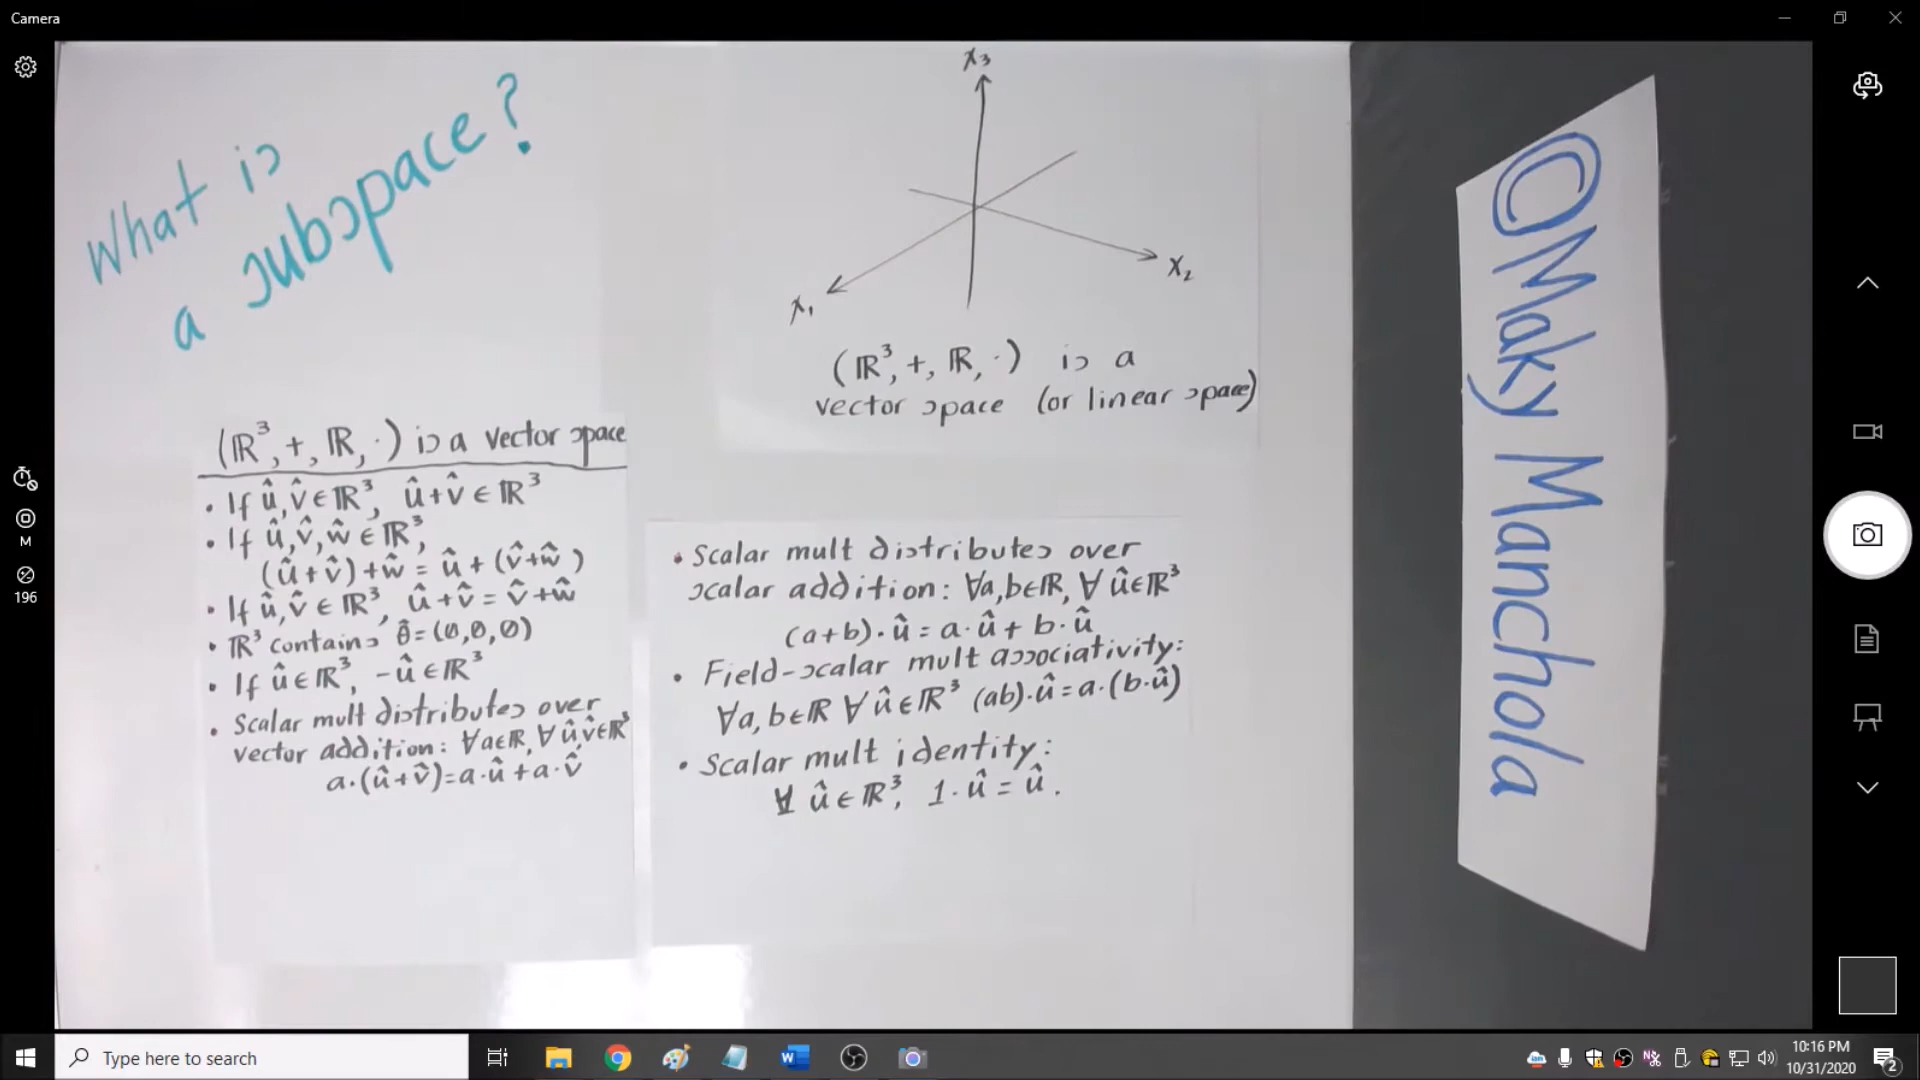 Camera
What is
a subspace?
X₃
X₁
X₂
(ℝ³, +, ℝ, ·) is a
vector space (or linear space)
(ℝ³, +, ℝ, ·) is a vector space
• If û, v̂ ∈ ℝ³, û + v̂ ∈ ℝ³
• If û, v̂, ŵ ∈ ℝ³,
(û + v̂) + ŵ = û + (v̂ + ŵ)
• If û, v̂ ∈ ℝ³, û + v̂ = v̂ + ŵ
• ℝ³ contains θ̂ = (0, 0, 0)
• If û ∈ ℝ³, -û ∈ ℝ³
• Scalar mult distributes over
vector addition: ∀a∈ℝ, ∀ û, v̂ ∈ ℝ³
a·(û + v̂) = a·û + a·v̂
• Scalar mult distributes over
scalar addition: ∀a, b∈ℝ, ∀ û∈ℝ³
(a+b)·û = a·û + b·û
• Field-scalar mult associativity:
∀a, b∈ℝ ∀ û∈ℝ³ (ab)·û = a·(b·û)
• Scalar mult identity:
∀ û ∈ ℝ³, 1·û = û.
©Maky Manchola
M
196
Type here to search
10:16 PM
10/31/2020
2